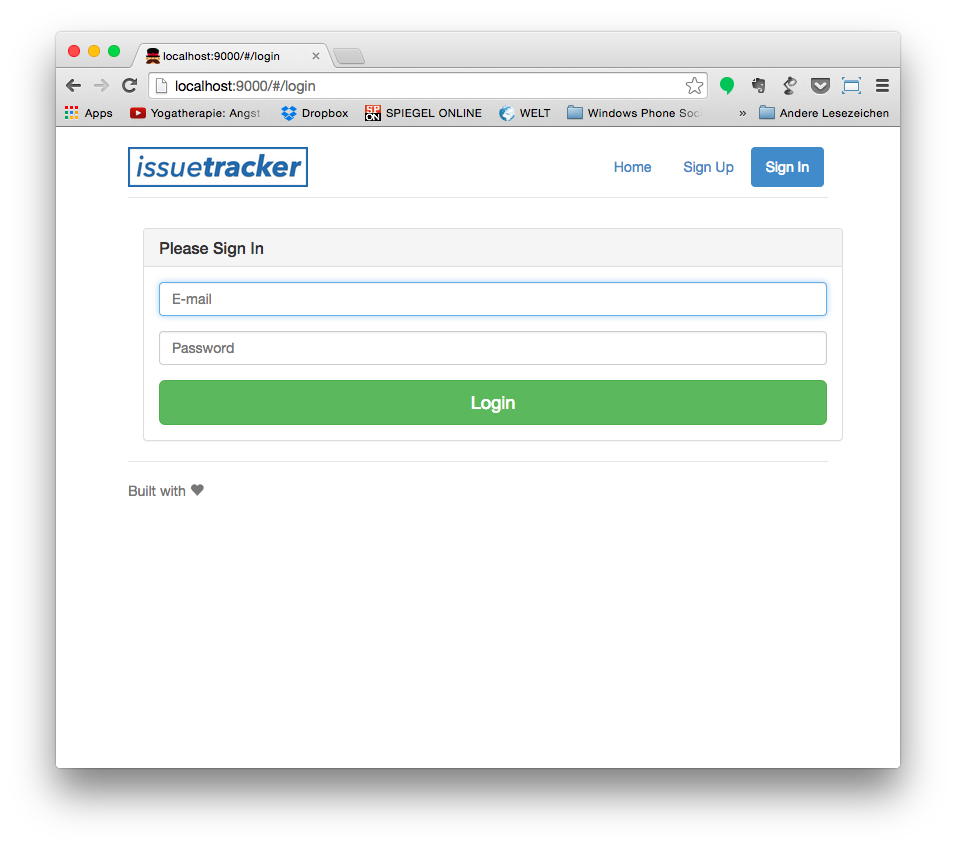 localhost:9000/#/login
localhost:9000/#/login
Apps Yogatherapie: Angst Dropbox SPIEGEL ONLINE WELT Windows Phone Soc » Andere Lesezeichen
issuetracker Home Sign Up Sign In
Please Sign In
E-mail
Password
Login
Built with ♥